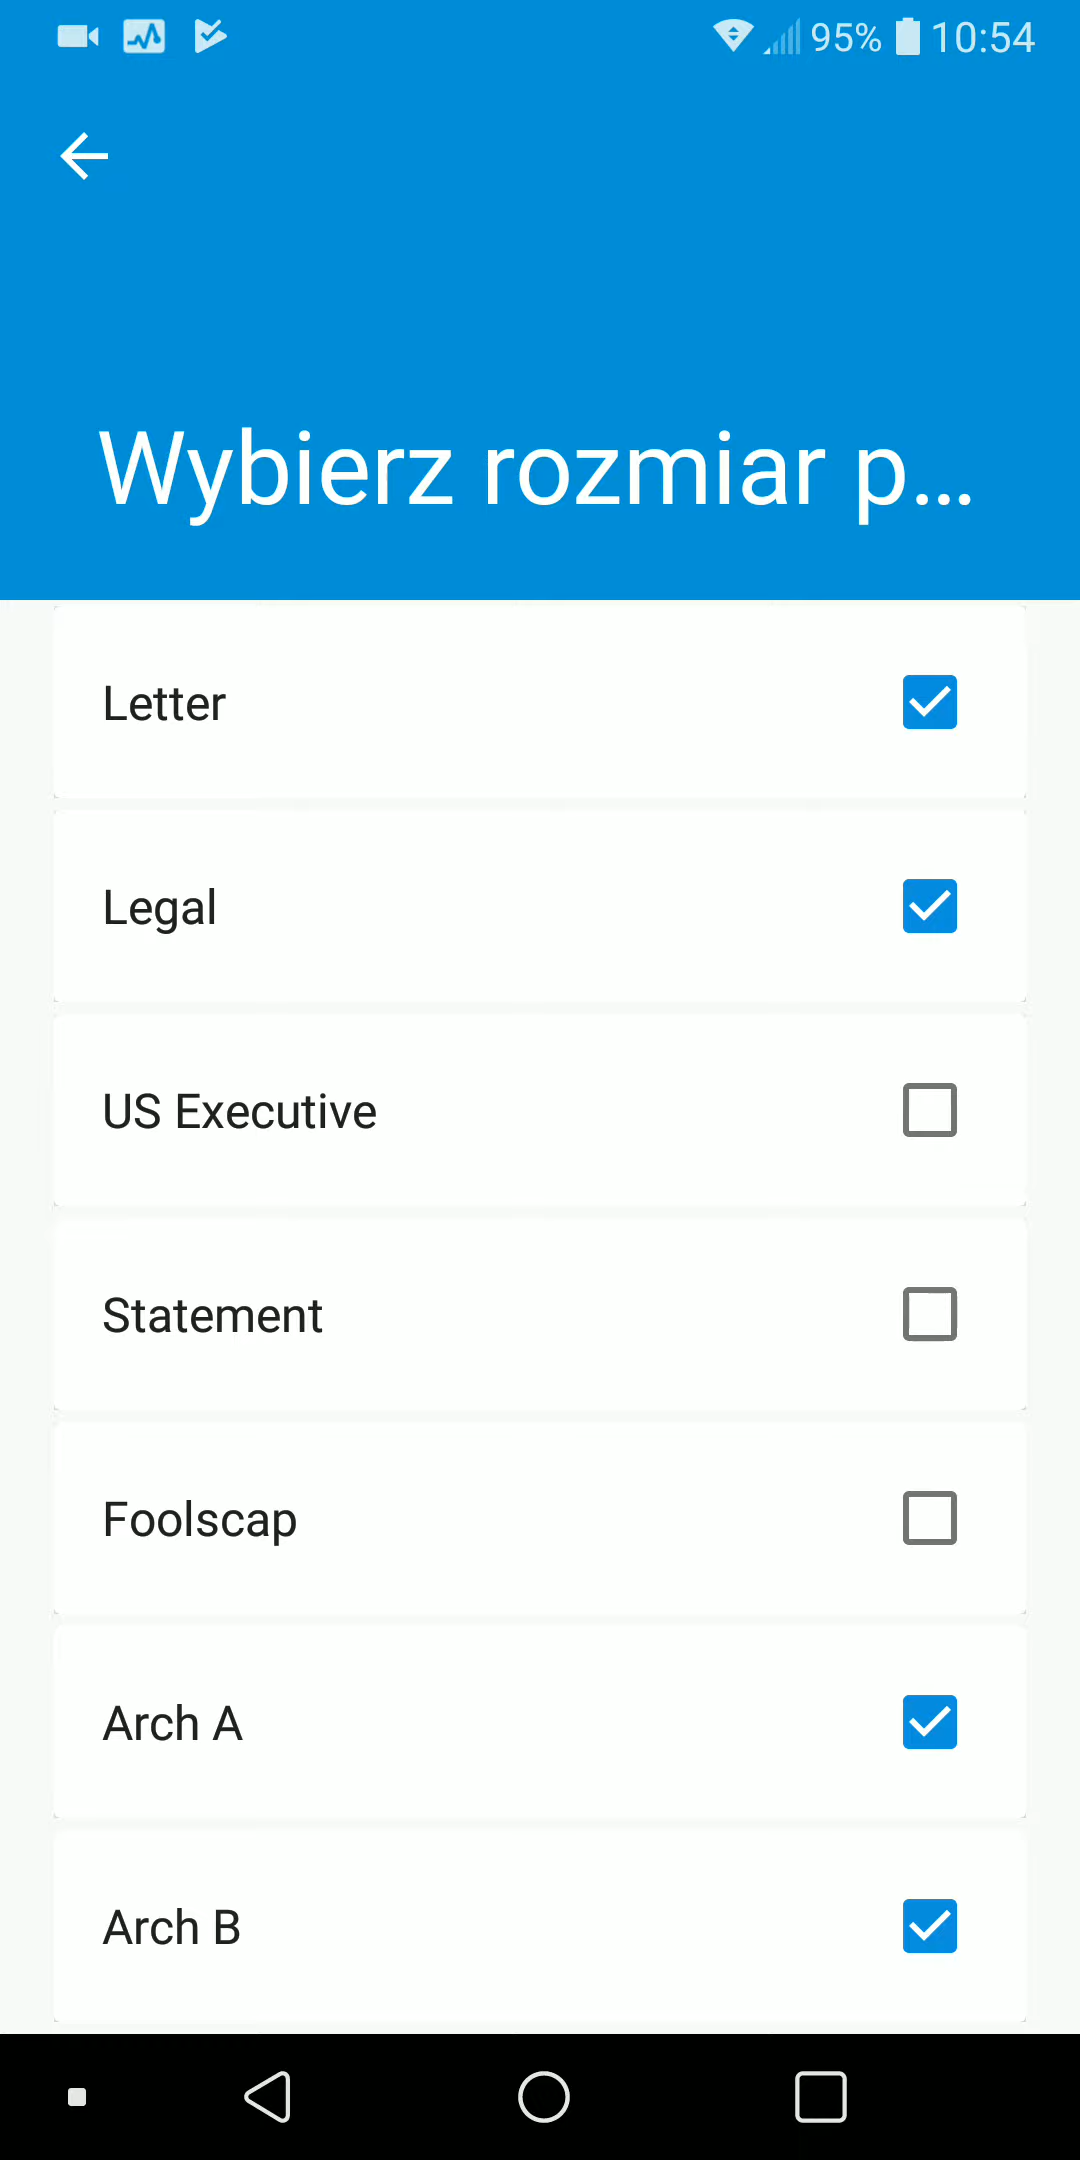 95% 10:54
Wybierz rozmiar p...
Letter
Legal
US Executive
Statement
Foolscap
Arch A
Arch B